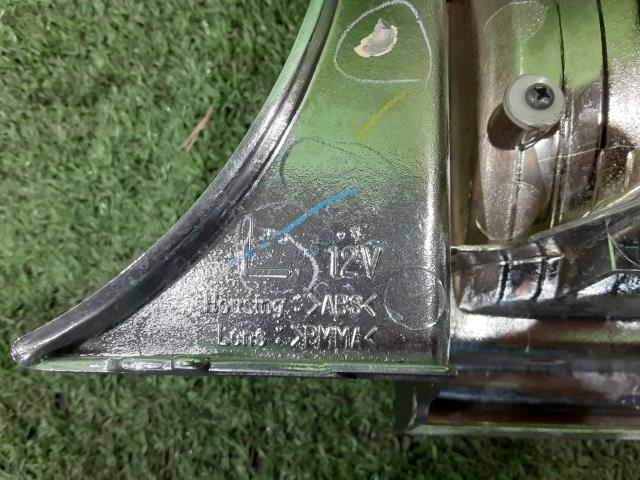 L 12V
Housing : >ABS<
Lens : >PMMA<